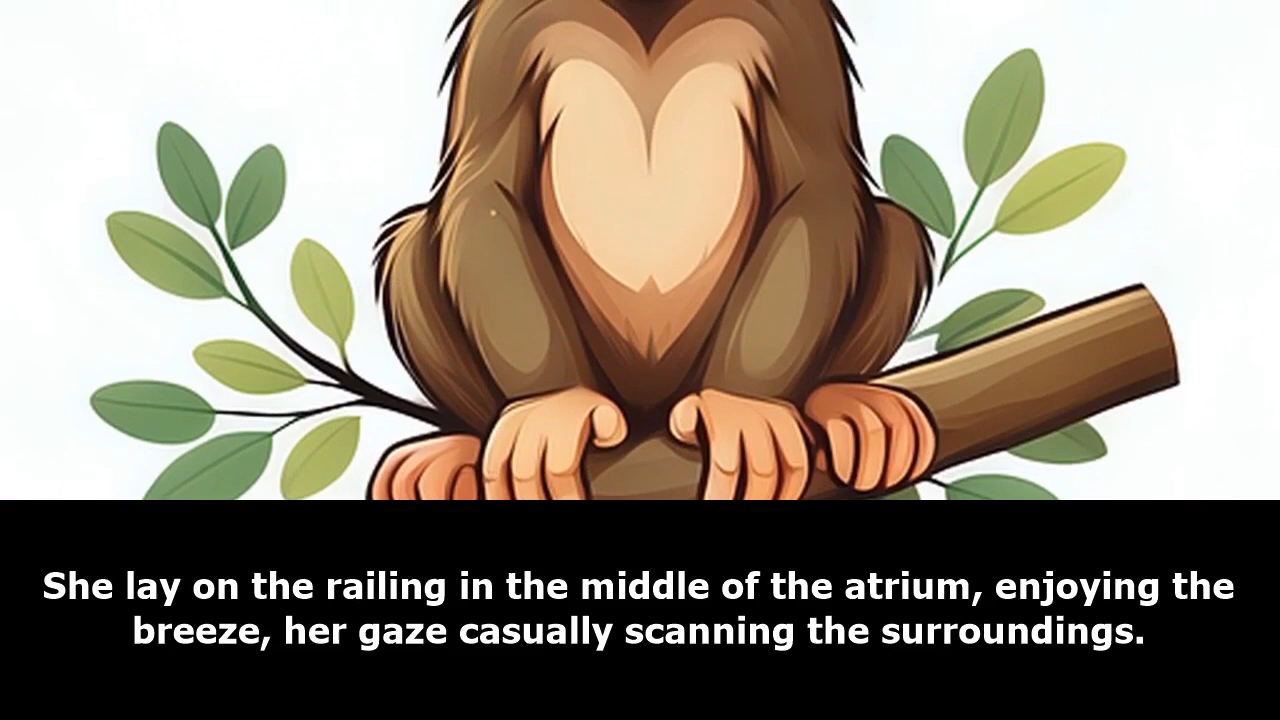 She lay on the railing in the middle of the atrium, enjoying the
breeze, her gaze casually scanning the surroundings.